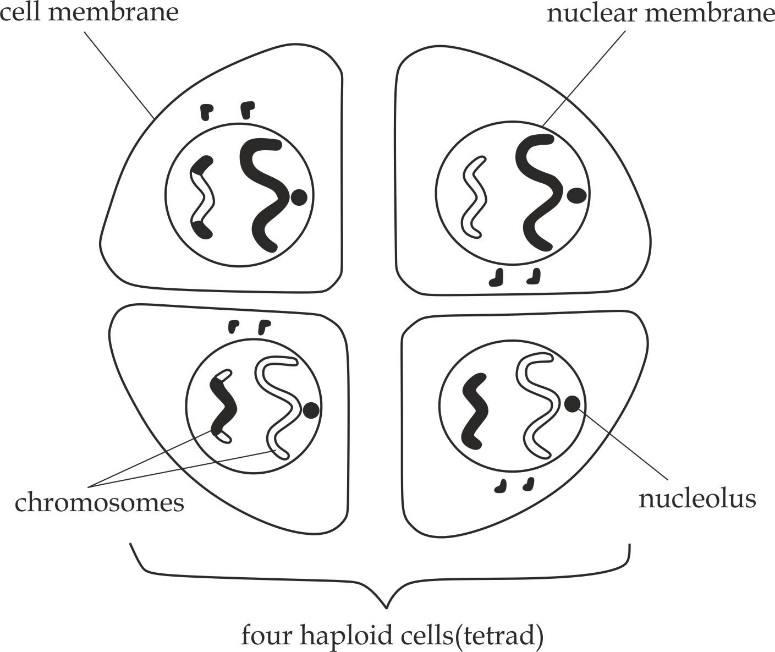 cell membrane
nuclear membrane
chromosomes
nucleolus
four haploid cells(tetrad)